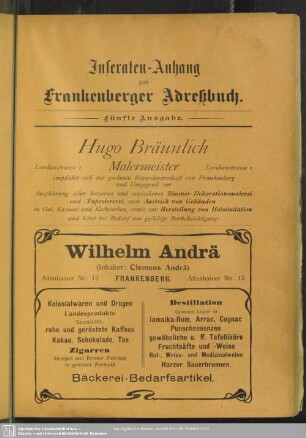 Inseraten-Anhang
zum
Frankenberger Adreßbuch.
Fünfte Ausgabe.
Hugo Bräunlich
Lerchenstrasse 1 Malermeister Lerchenstrasse 1
empfiehlt sich der geehrten Einwohnerschaft von Frankenberg
und Umgegend zur
Ausführung aller besseren und einfacheren Zimmer-Dekorationsmalerei
und Tapeziererei, zum Anstrich von Gebäuden
in Oel, Kasein und Kalkfarben, sowie zur Herstellung von Holzimitation
und bittet bei Bedarf um gefällige Berücksichtigung.
Wilhelm Andrä
(Inhaber: Clemens Andrä)
Altenhainer Str. 13 FRANKENBERG. Altenhainer Str. 13
Kolonialwaren und Drogen
Landesprodukte
Spezialität:
rohe und geröstete Kaffees
Kakao, Schokolade, Tee
Zigarren
hiesiges und Bremer Fabrikat
in grösster Auswahl.
Destillation
Grosses Lager in
Jamaika-Rum, Arrac, Cognac
Punschessenzen
gewöhnliche u. ff. Tafelliköre
Fruchtsäfte und -Weine
Rot-, Weiss- und Medizinalweine
Harzer Sauerbrunnen.
Bäckerei-Bedarfsartikel.